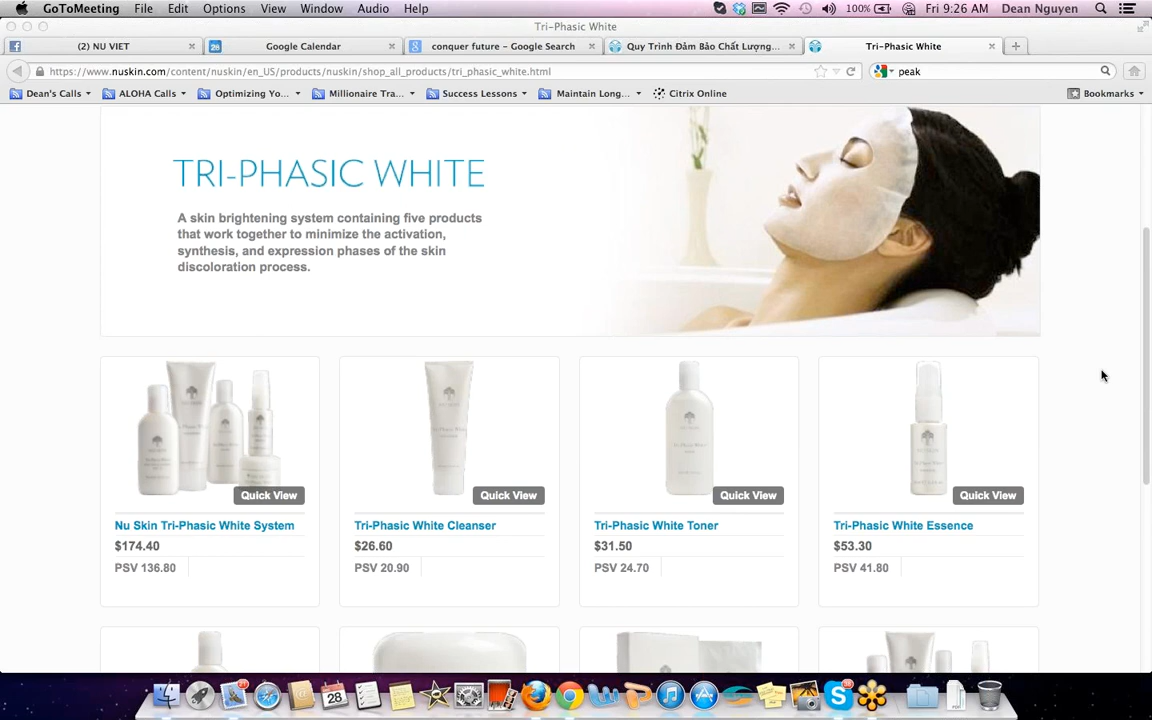 GoToMeeting File Edit Options View Window Audio Help 100% Fri 9:26 AM Dean Nguyen
Tri-Phasic White
(2) NU VIET
Google Calendar
conquer future – Google Search
Quy Trình Đảm Bảo Chất Lượng...
Tri-Phasic White
https://www.nuskin.com/content/nuskin/en_US/products/nuskin/shop_all_products/tri_phasic_white.html
peak
Dean's Calls
ALOHA Calls
Optimizing Yo...
Millionaire Tra...
Success Lessons
Maintain Long...
Citrix Online
Bookmarks
TRI-PHASIC WHITE
A skin brightening system containing five products
that work together to minimize the activation,
synthesis, and expression phases of the skin
discoloration process.
Quick View
Nu Skin Tri-Phasic White System
$174.40
PSV 136.80
Quick View
Tri-Phasic White Cleanser
$26.60
PSV 20.90
Quick View
Tri-Phasic White Toner
$31.50
PSV 24.70
Quick View
Tri-Phasic White Essence
$53.30
PSV 41.80
28